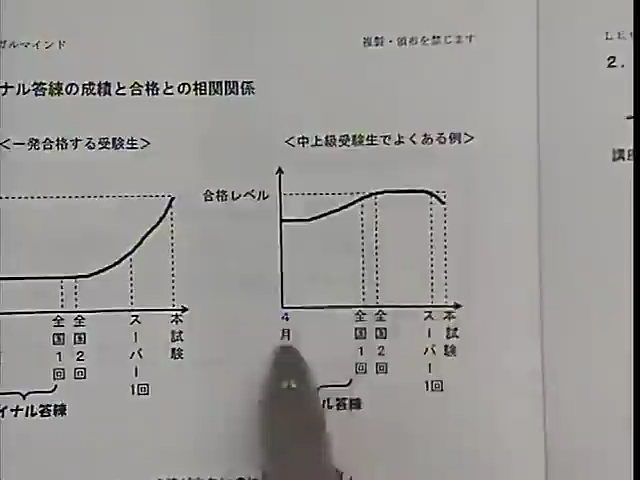 ガルマインド
複製・頒布を禁じます
ナル答練の成績と合格との相関関係
<一発合格する受験生>
<中上級受験生でよくある例>
合格レベル
全国1回
全国2回
スーパー1回
本試験
イナル答練
4月
全国1回
全国2回
スーパー1回
本試験
ル答練
LE
2.
講座